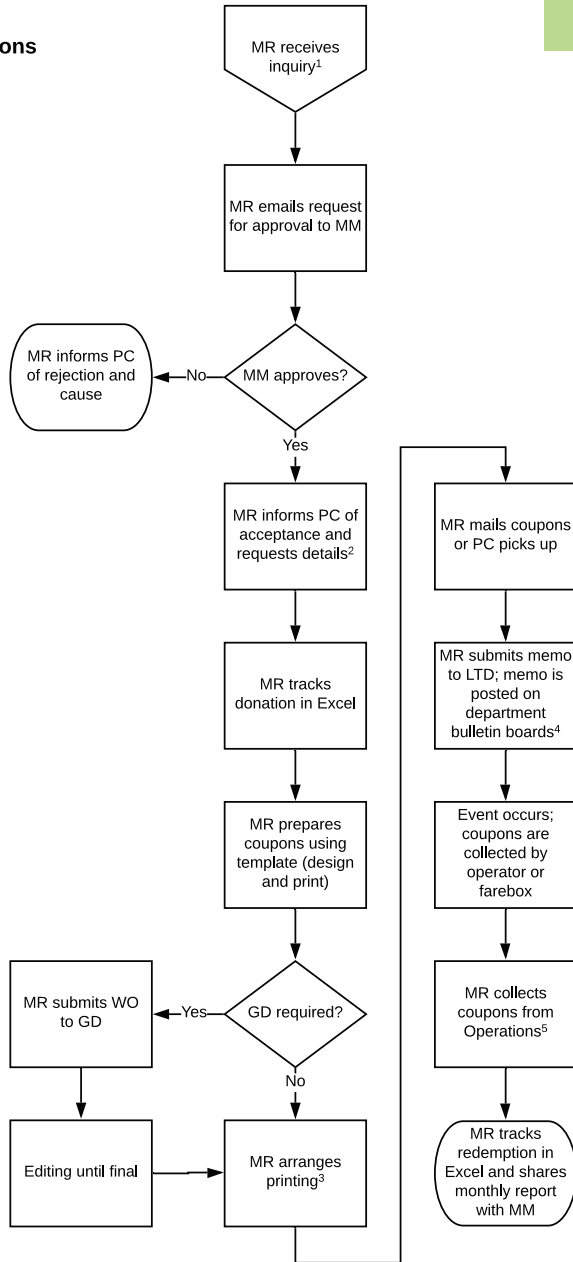 ons
MR receives
inquiry¹
MR emails request
for approval to MM
MM approves?
No
MR informs PC
of rejection and
cause
Yes
MR informs PC of
acceptance and
requests details²
MR tracks
donation in Excel
MR prepares
coupons using
template (design
and print)
GD required?
Yes
MR submits WO
to GD
Editing until final
No
MR arranges
printing³
MR mails coupons
or PC picks up
MR submits memo
to LTD; memo is
posted on
department
bulletin boards⁴
Event occurs;
coupons are
collected by
operator or
farebox
MR collects
coupons from
Operations⁵
MR tracks
redemption in
Excel and shares
monthly report
with MM